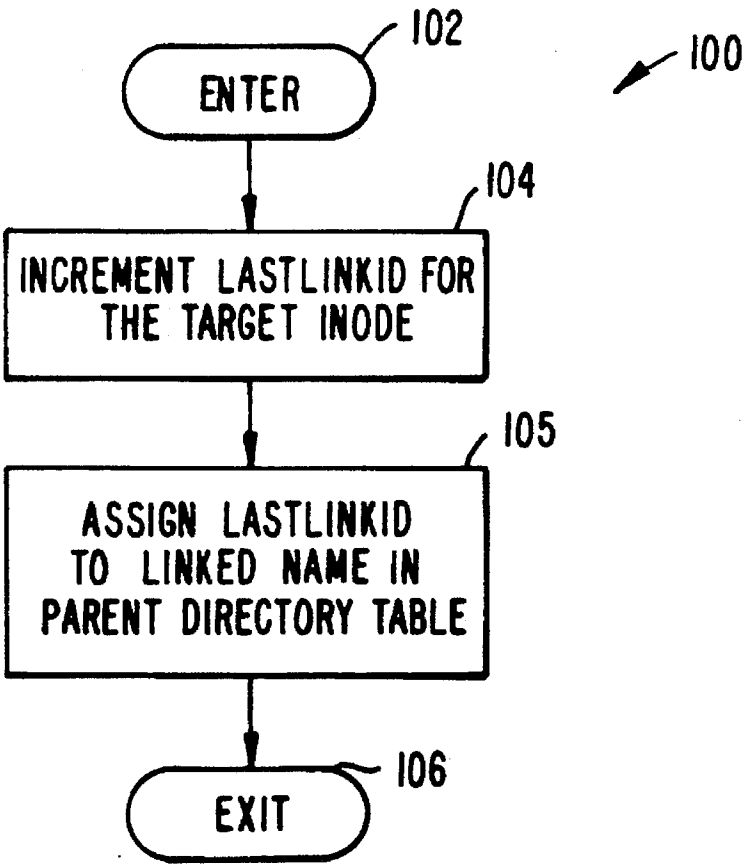 102
100
ENTER
104
INCREMENT LASTLINKID FOR
THE TARGET INODE
105
ASSIGN LASTLINKID
TO LINKED NAME IN
PARENT DIRECTORY TABLE
106
EXIT